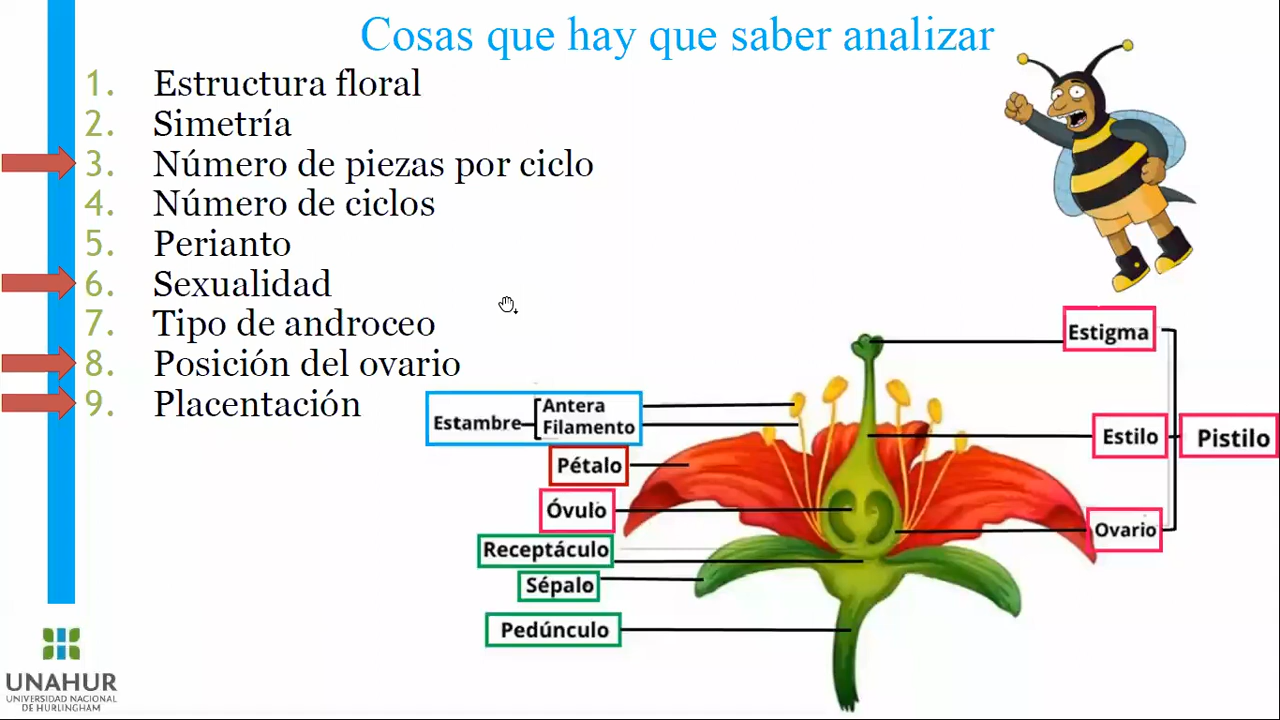 Cosas que hay que saber analizar
1. Estructura floral
2. Simetría
3. Número de piezas por ciclo
4. Número de ciclos
5. Perianto
6. Sexualidad
7. Tipo de androceo
8. Posición del ovario
9. Placentación
Estambre
Antera
Filamento
Pétalo
Óvulo
Receptáculo
Sépalo
Pedúnculo
Estigma
Estilo
Pistilo
Ovario
UNAHUR
UNIVERSIDAD NACIONAL
DE HURLINGHAM